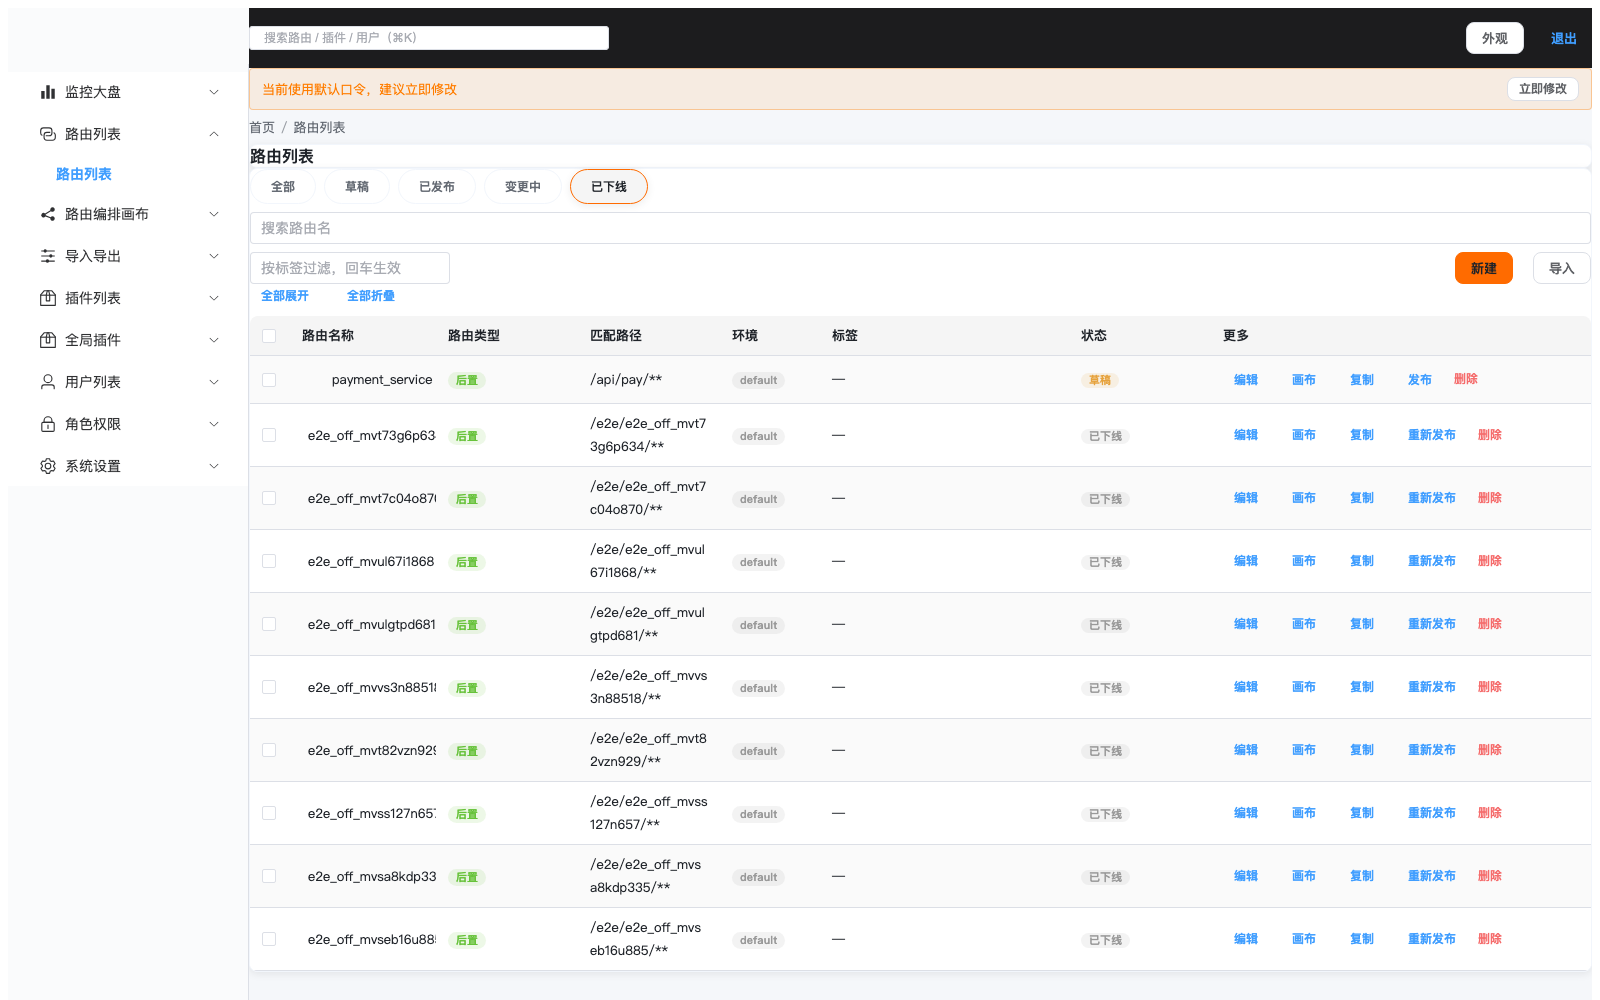 搜索路由 / 插件 / 用户（⌘K）
外观
退出
当前使用默认口令，建议立即修改
立即修改
监控大盘
路由列表
路由列表
路由编排画布
导入导出
插件列表
全局插件
用户列表
角色权限
系统设置
首页 / 路由列表
路由列表
全部 草稿 已发布 变更中 已下线
搜索路由名
按标签过滤，回车生效
新建 导入
全部展开 全部折叠
路由名称 路由类型 匹配路径 环境 标签 状态 更多
payment_service 后置 /api/pay/** default — 草稿 编辑 画布 复制 发布 删除
e2e_off_mvt73g6p63 后置 /e2e/e2e_off_mvt7
3g6p634/** default — 已下线 编辑 画布 复制 重新发布 删除
e2e_off_mvt7c04o870 后置 /e2e/e2e_off_mvt7
c04o870/** default — 已下线 编辑 画布 复制 重新发布 删除
e2e_off_mvul67i1868 后置 /e2e/e2e_off_mvul
67i1868/** default — 已下线 编辑 画布 复制 重新发布 删除
e2e_off_mvulgtpd681 后置 /e2e/e2e_off_mvul
gtpd681/** default — 已下线 编辑 画布 复制 重新发布 删除
e2e_off_mvvs3n88518 后置 /e2e/e2e_off_mvvs
3n88518/** default — 已下线 编辑 画布 复制 重新发布 删除
e2e_off_mvt82vzn929 后置 /e2e/e2e_off_mvt8
2vzn929/** default — 已下线 编辑 画布 复制 重新发布 删除
e2e_off_mvss127n657 后置 /e2e/e2e_off_mvss
127n657/** default — 已下线 编辑 画布 复制 重新发布 删除
e2e_off_mvsa8kdp33 后置 /e2e/e2e_off_mvs
a8kdp335/** default — 已下线 编辑 画布 复制 重新发布 删除
e2e_off_mvseb16u885 后置 /e2e/e2e_off_mvs
eb16u885/** default — 已下线 编辑 画布 复制 重新发布 删除